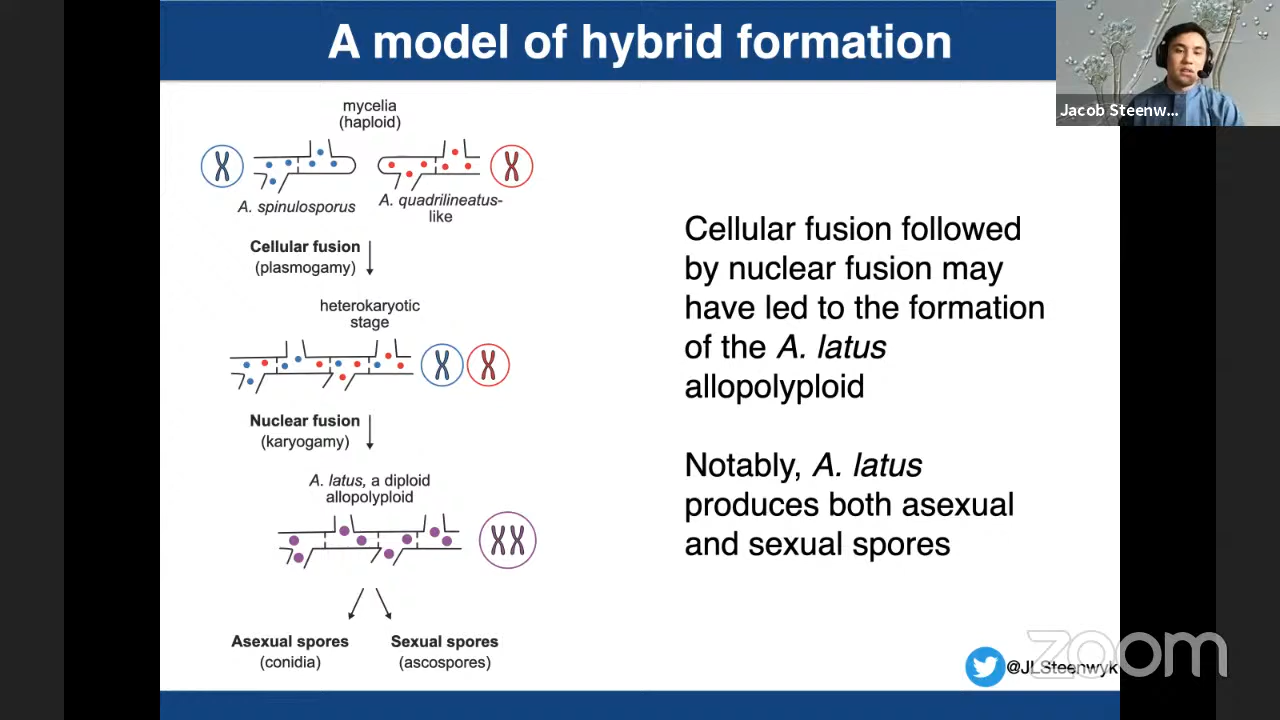 A model of hybrid formation
Jacob Steenw...
mycelia
(haploid)
A. spinulosporus
A. quadrilineatus-
like
Cellular fusion
(plasmogamy)
heterokaryotic
stage
Nuclear fusion
(karyogamy)
A. latus, a diploid
allopolyploid
Asexual spores
(conidia)
Sexual spores
(ascospores)
Cellular fusion followed
by nuclear fusion may
have led to the formation
of the A. latus
allopolyploid
Notably, A. latus
produces both asexual
and sexual spores
@JLSteenwyk
zoom